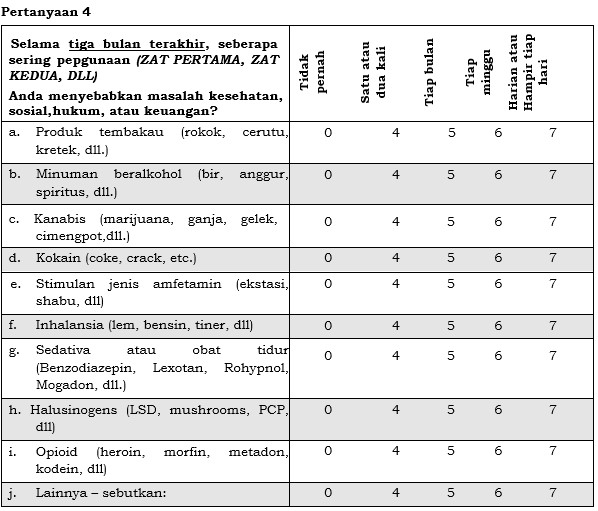 Pertanyaan 4
Selama tiga bulan terakhir, seberapa
sering pepgunaan (ZAT PERTAMA, ZAT
KEDUA, DLL)
Anda menyebabkan masalah kesehatan,
sosial,hukum, atau keuangan?
Tidak
pernah
Satu atau
dua kali
Tiap bulan
Tiap
minggu
Harian atau
Hampir tiap
hari
a. Produk tembakau (rokok, cerutu,
kretek, dll.)
0 4 5 6 7
b. Minuman beralkohol (bir, anggur,
spiritus, dll.)
0 4 5 6 7
c. Kanabis (marijuana, ganja, gelek,
cimengpot,dll.)
0 4 5 6 7
d. Kokain (coke, crack, etc.)
0 4 5 6 7
e. Stimulan jenis amfetamin (ekstasi,
shabu, dll)
0 4 5 6 7
f. Inhalansia (lem, bensin, tiner, dll)
0 4 5 6 7
g. Sedativa atau obat tidur
(Benzodiazepin, Lexotan, Rohypnol,
Mogadon, dll.)
0 4 5 6 7
h. Halusinogens (LSD, mushrooms, PCP,
dll)
0 4 5 6 7
i. Opioid (heroin, morfin, metadon,
kodein, dll)
0 4 5 6 7
j. Lainnya – sebutkan:
0 4 5 6 7